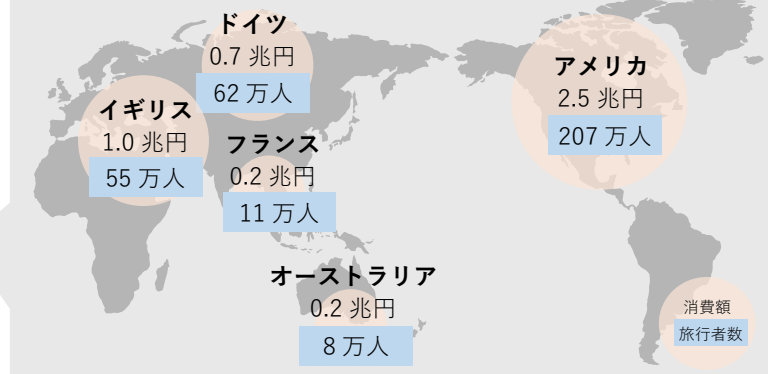 ドイツ
0.7 兆円
62 万人
アメリカ
2.5 兆円
207 万人
イギリス
1.0 兆円
55 万人
フランス
0.2 兆円
11 万人
オーストラリア
0.2 兆円
8 万人
消費額
旅行者数